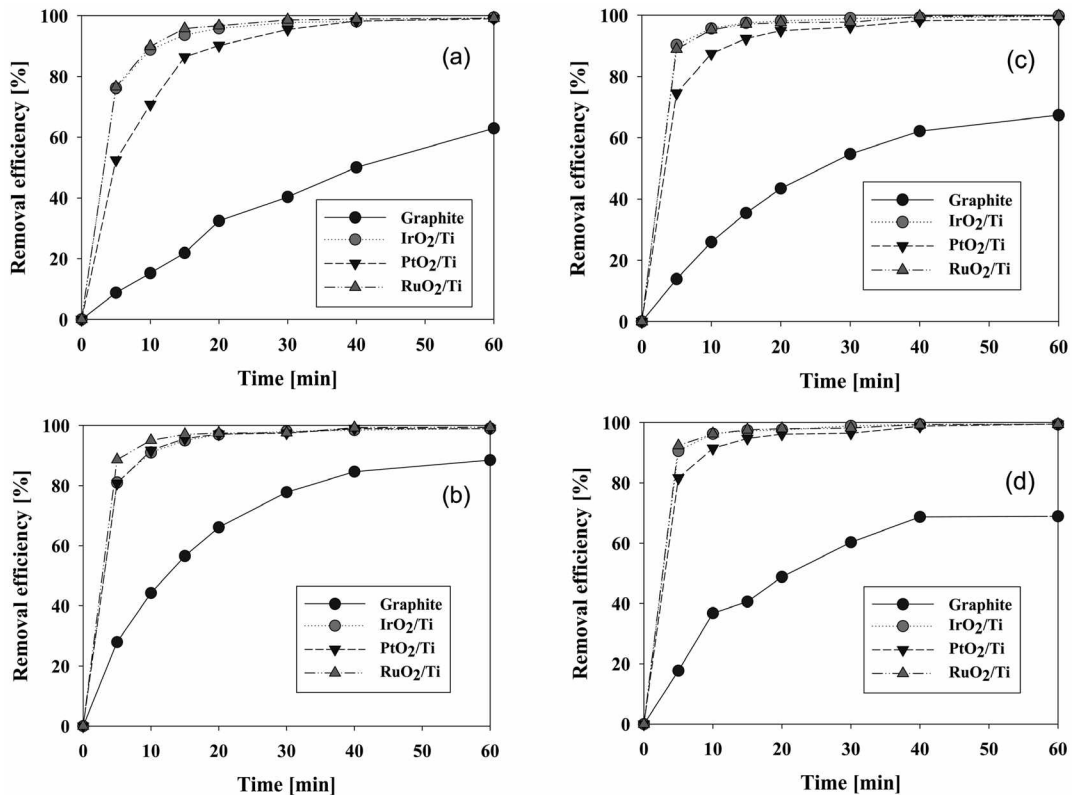 Removal efficiency [%]
100
80
60
40
20
0
(a)
Graphite
IrO2/Ti
PtO2/Ti
RuO2/Ti
0 10 20 30 40 50 60
Time [min]
Removal efficiency [%]
100
80
60
40
20
0
(c)
Graphite
IrO2/Ti
PtO2/Ti
RuO2/Ti
0 10 20 30 40 50 60
Time [min]
Removal efficiency [%]
100
80
60
40
20
0
(b)
Graphite
IrO2/Ti
PtO2/Ti
RuO2/Ti
0 10 20 30 40 50 60
Time [min]
Removal efficiency [%]
100
80
60
40
20
0
(d)
Graphite
IrO2/Ti
PtO2/Ti
RuO2/Ti
0 10 20 30 40 50 60
Time [min]